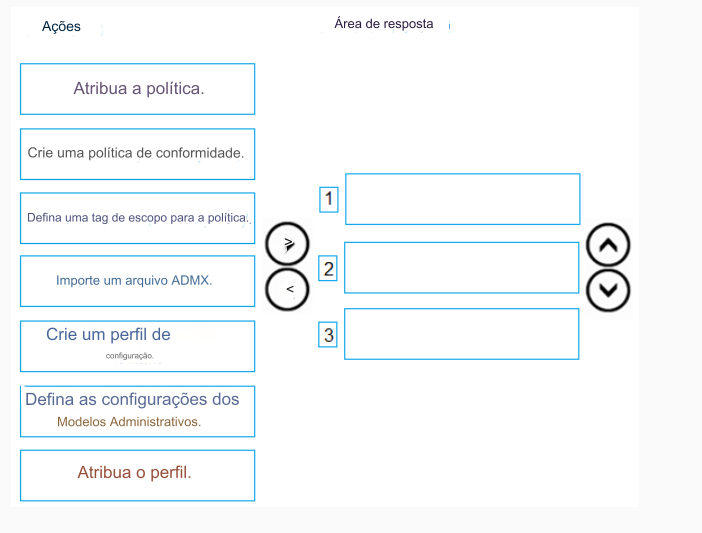 Ações
Área de resposta
Atribua a política.
Crie uma política de conformidade.
Defina uma tag de escopo para a política.
Importe um arquivo ADMX.
Crie um perfil de
configuração.
Defina as configurações dos
Modelos Administrativos.
Atribua o perfil.
>
<
1
2
3